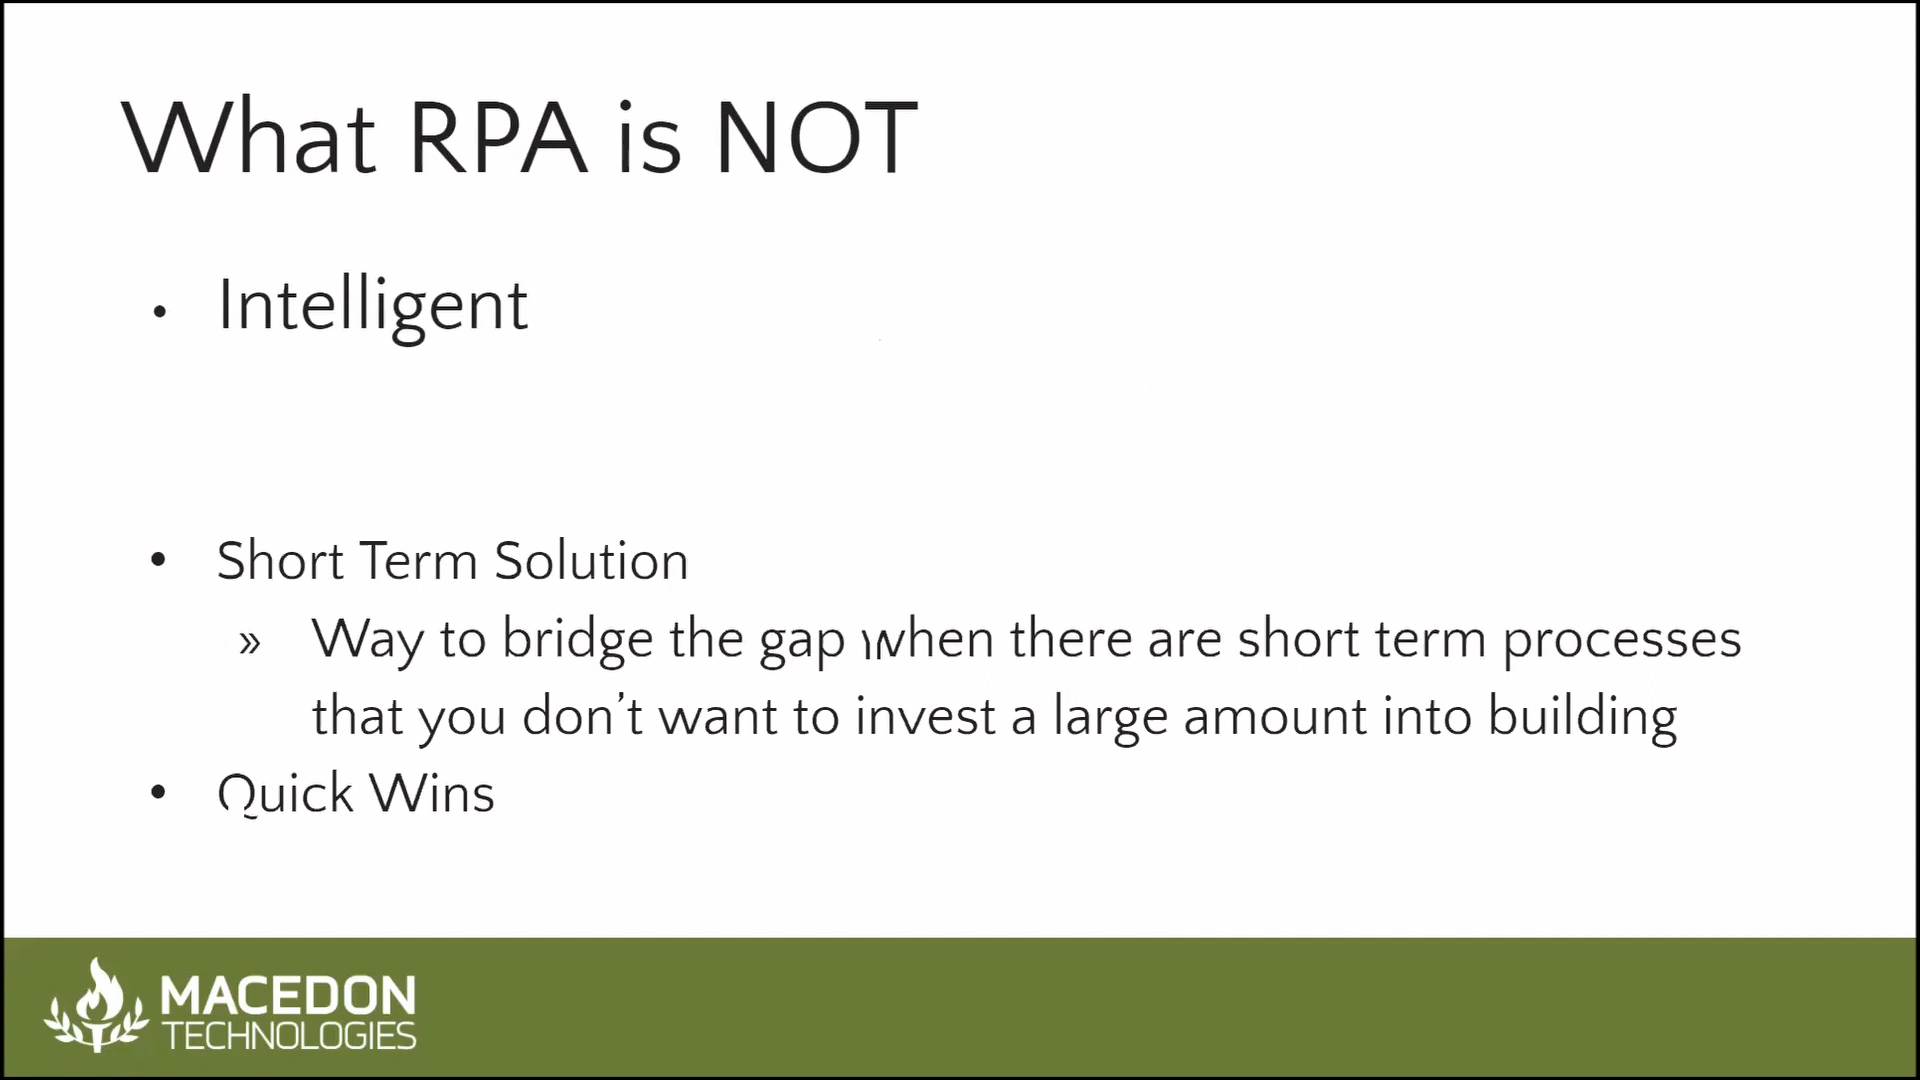 What RPA is NOT
• Intelligent
• Short Term Solution
» Way to bridge the gap when there are short term processes
that you don’t want to invest a large amount into building
• Quick Wins
MACEDON
TECHNOLOGIES